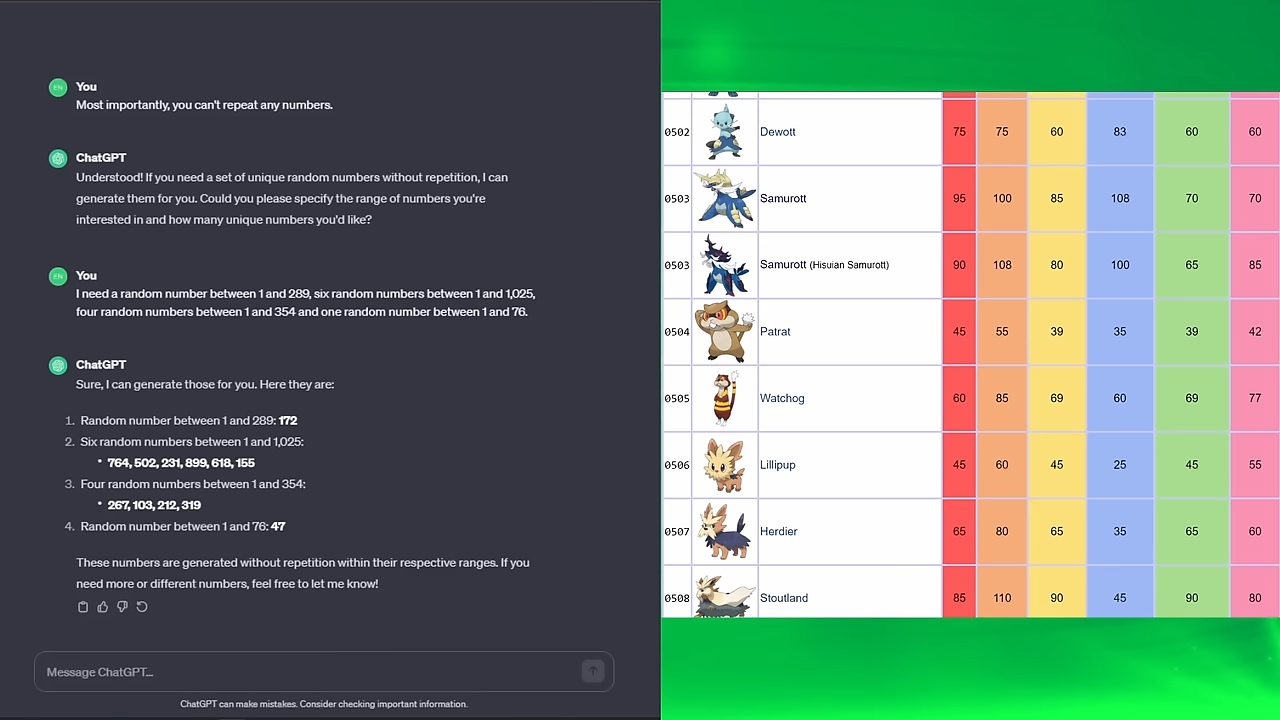 You
Most importantly, you can't repeat any numbers.
ChatGPT
Understood! If you need a set of unique random numbers without repetition, I can
generate them for you. Could you please specify the range of numbers you're
interested in and how many unique numbers you'd like?
You
I need a random number between 1 and 289, six random numbers between 1 and 1,025,
four random numbers between 1 and 354 and one random number between 1 and 76.
ChatGPT
Sure, I can generate those for you. Here they are:
1. Random number between 1 and 289: 172
2. Six random numbers between 1 and 1,025:
• 764, 502, 231, 899, 618, 155
3. Four random numbers between 1 and 354:
• 267, 103, 212, 319
4. Random number between 1 and 76: 47
These numbers are generated without repetition within their respective ranges. If you
need more or different numbers, feel free to let me know!
Message ChatGPT...
ChatGPT can make mistakes. Consider checking important information.
0502 Dewott 75 75 60 83 60 60
0503 Samurott 95 100 85 108 70 70
0503 Samurott (Hisuian Samurott) 90 108 80 100 65 85
0504 Patrat 45 55 39 35 39 42
0505 Watchog 60 85 69 60 69 77
0506 Lillipup 45 60 45 25 45 55
0507 Herdier 65 80 65 35 65 60
0508 Stoutland 85 110 90 45 90 80